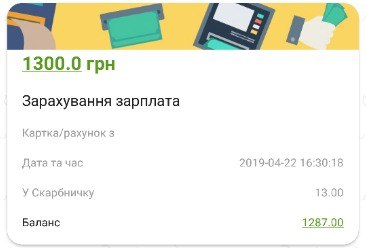 1300.0 грн
Зарахування зарплата
Картка/рахунок з
Дата та час 2019-04-22 16:30:18
У Скарбничку 13.00
Баланс 1287.00